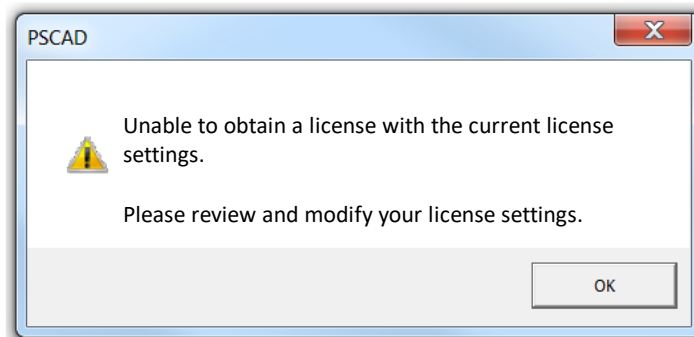 PSCAD
Unable to obtain a license with the current license
settings.
Please review and modify your license settings.
OK